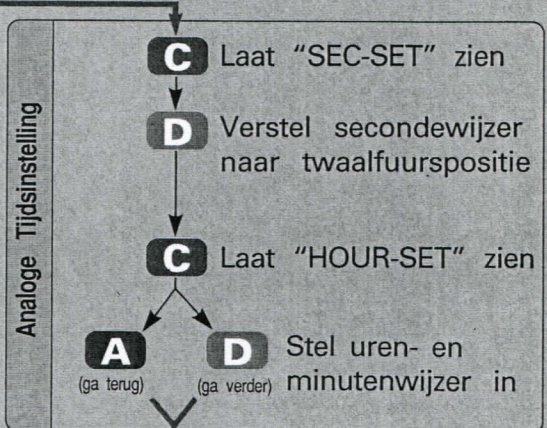 Analoge Tijdsinstelling
C Laat “SEC-SET” zien
D Verstel secondewijzer
naar twaalfuurspositie
C Laat “HOUR-SET” zien
A D Stel uren- en
(ga terug) (ga verder) minutenwijzer in